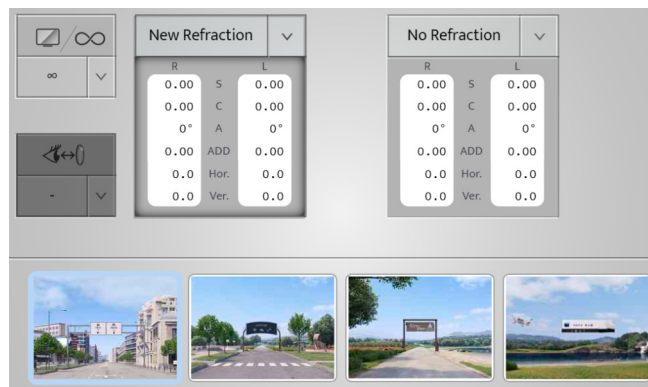 ∞
∞
New Refraction
R L
0.00 S 0.00
0.00 C 0.00
0° A 0°
0.00 ADD 0.00
0.0 Hor. 0.0
0.0 Ver. 0.0
-
No Refraction
R L
0.00 S 0.00
0.00 C 0.00
0° A 0°
0.00 ADD 0.00
0.0 Hor. 0.0
0.0 Ver. 0.0